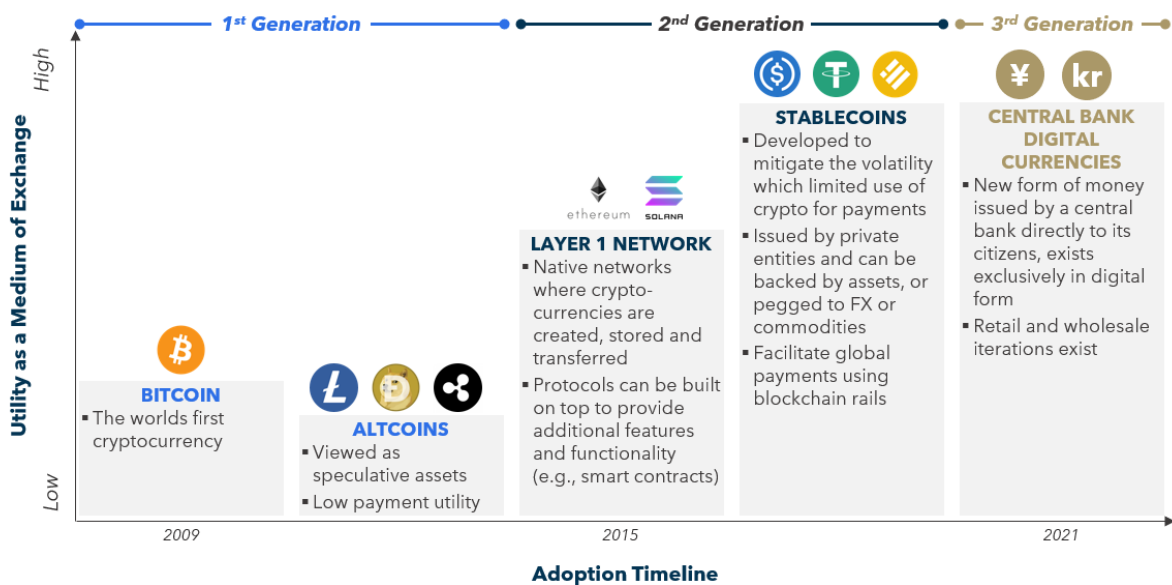 1st Generation
2nd Generation
3rd Generation
High
Utility as a Medium of Exchange
Low
BITCOIN
▪ The worlds first
cryptocurrency
ALTCOINS
▪ Viewed as
speculative assets
▪ Low payment utility
ethereum
SOLANA
LAYER 1 NETWORK
▪ Native networks
where crypto-
currencies are
created, stored and
transferred
▪ Protocols can be built
on top to provide
additional features
and functionality
(e.g., smart contracts)
$
STABLECOINS
▪ Developed to
mitigate the volatility
which limited use of
crypto for payments
▪ Issued by private
entities and can be
backed by assets, or
pegged to FX or
commodities
▪ Facilitate global
payments using
blockchain rails
¥
kr
CENTRAL BANK
DIGITAL
CURRENCIES
▪ New form of money
issued by a central
bank directly to its
citizens, exists
exclusively in digital
form
▪ Retail and wholesale
iterations exist
2009
2015
2021
Adoption Timeline